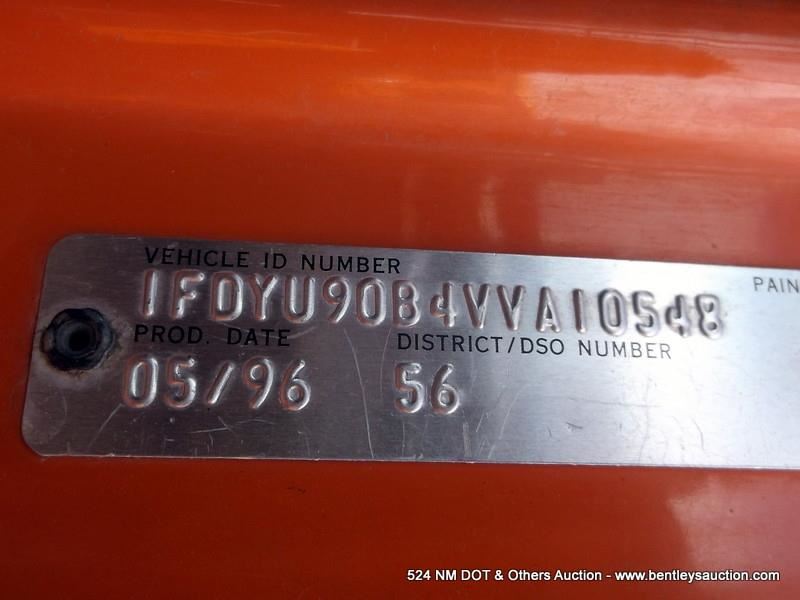 VEHICLE ID NUMBER
1FDYU90B4VVA10548
PROD. DATE DISTRICT/DSO NUMBER
05/96 56
PAIN
524 NM DOT & Others Auction - www.bentleysauction.com